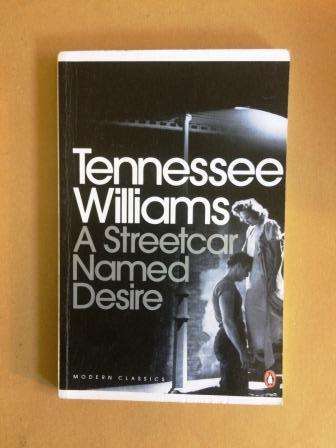 Tennessee
Williams
A Streetcar
Named
Desire
MODERN CLASSICS